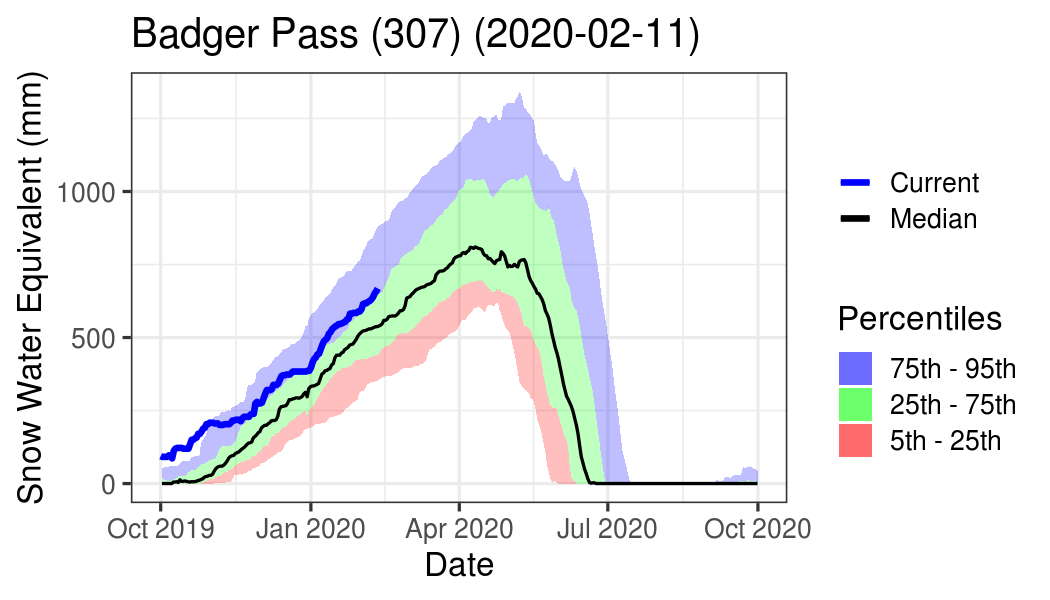 Badger Pass (307) (2020-02-11)
Snow Water Equivalent (mm)
1000
500
0
Oct 2019
Jan 2020
Apr 2020
Jul 2020
Oct 2020
Date
Current
Median
Percentiles
75th - 95th
25th - 75th
5th - 25th